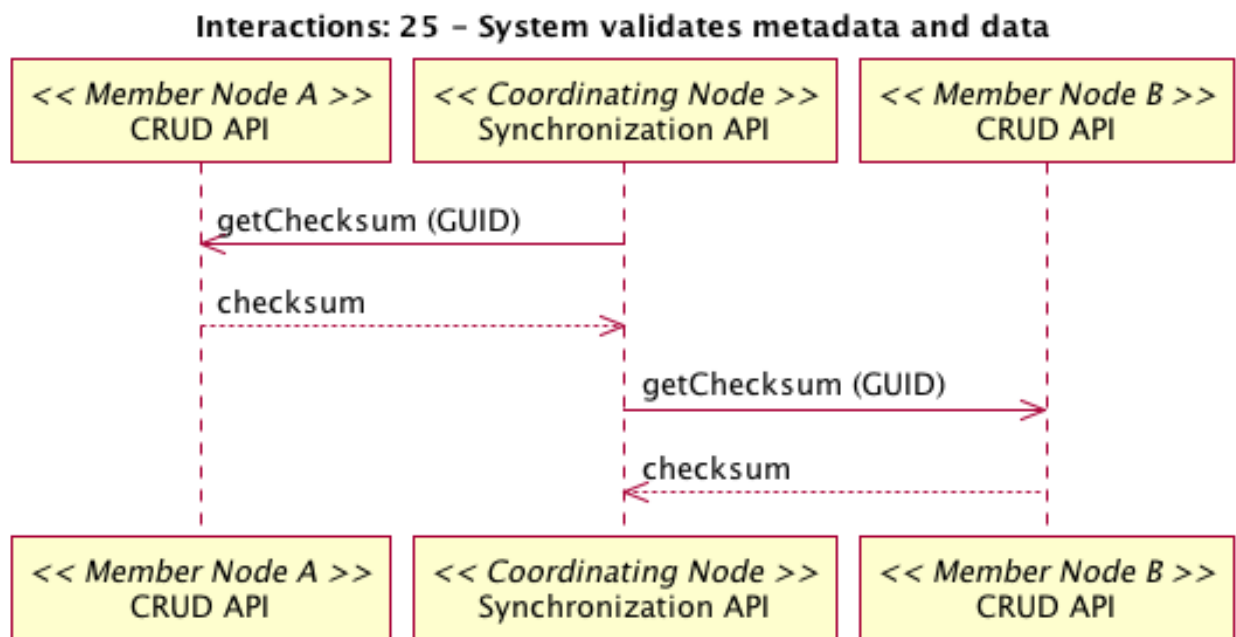 Interactions: 25 – System validates metadata and data
<< Member Node A >>
CRUD API
<< Coordinating Node >>
Synchronization API
<< Member Node B >>
CRUD API
getChecksum (GUID)
checksum
getChecksum (GUID)
checksum
<< Member Node A >>
CRUD API
<< Coordinating Node >>
Synchronization API
<< Member Node B >>
CRUD API